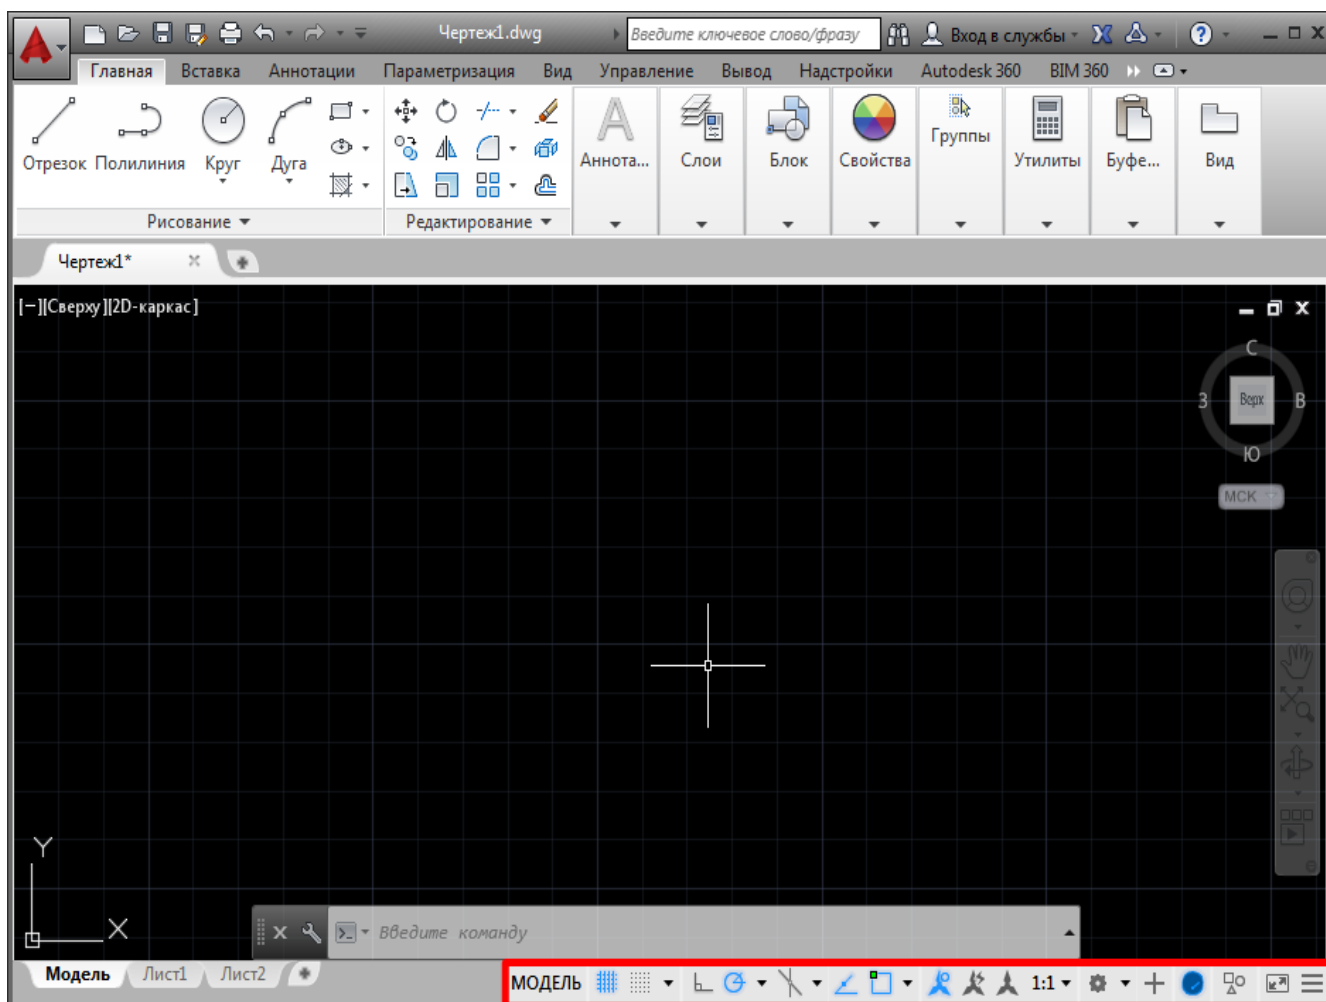 Чертеж1.dwg
Введите ключевое слово/фразу
Вход в службы
Главная Вставка Аннотации Параметризация Вид Управление Вывод Надстройки Autodesk 360 BIM 360
Отрезок Полилиния Круг Дуга
Аннота... Слои Блок Свойства Группы Утилиты Буфе... Вид
Рисование Редактирование
Чертеж1*
[−][Сверху][2D-каркас]
С
З Верх В
Ю
МСК
Y
X
Введите команду
Модель Лист1 Лист2
МОДЕЛЬ 1:1